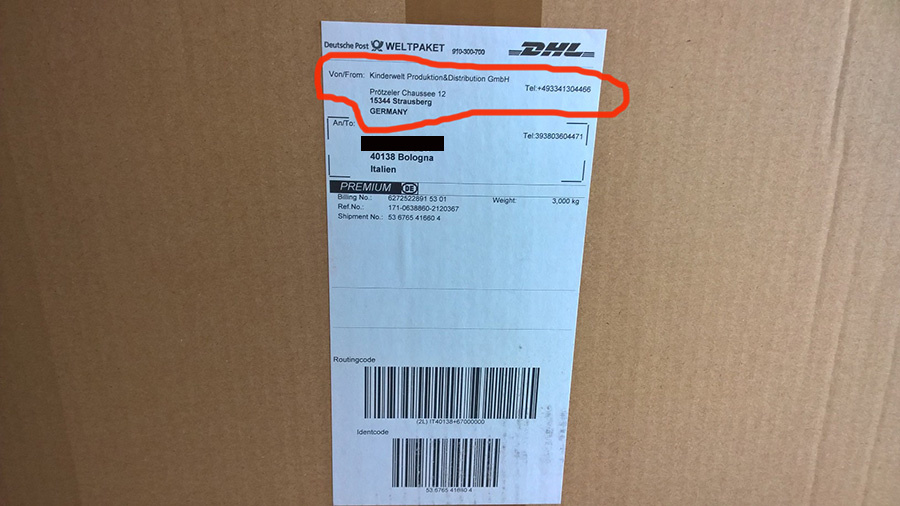 Deutsche Post WELTPAKET 910-300-700 DHL
Von/From: Kinderwelt Produktion&Distribution GmbH
Tel:+493341304466
Prötzeler Chaussee 12
15344 Strausberg
GERMANY
An/To:
Tel:393803604471
40138 Bologna
Italien
PREMIUM DE
Billing No.: 6272522891 53 01 Weight: 3,000 kg
Ref.No.: 171-0638860-2120367
Shipment No.: 53 6765 41660 4
Routingcode
(2L) IT40138+67000000
Identcode
53 6765 41660 4